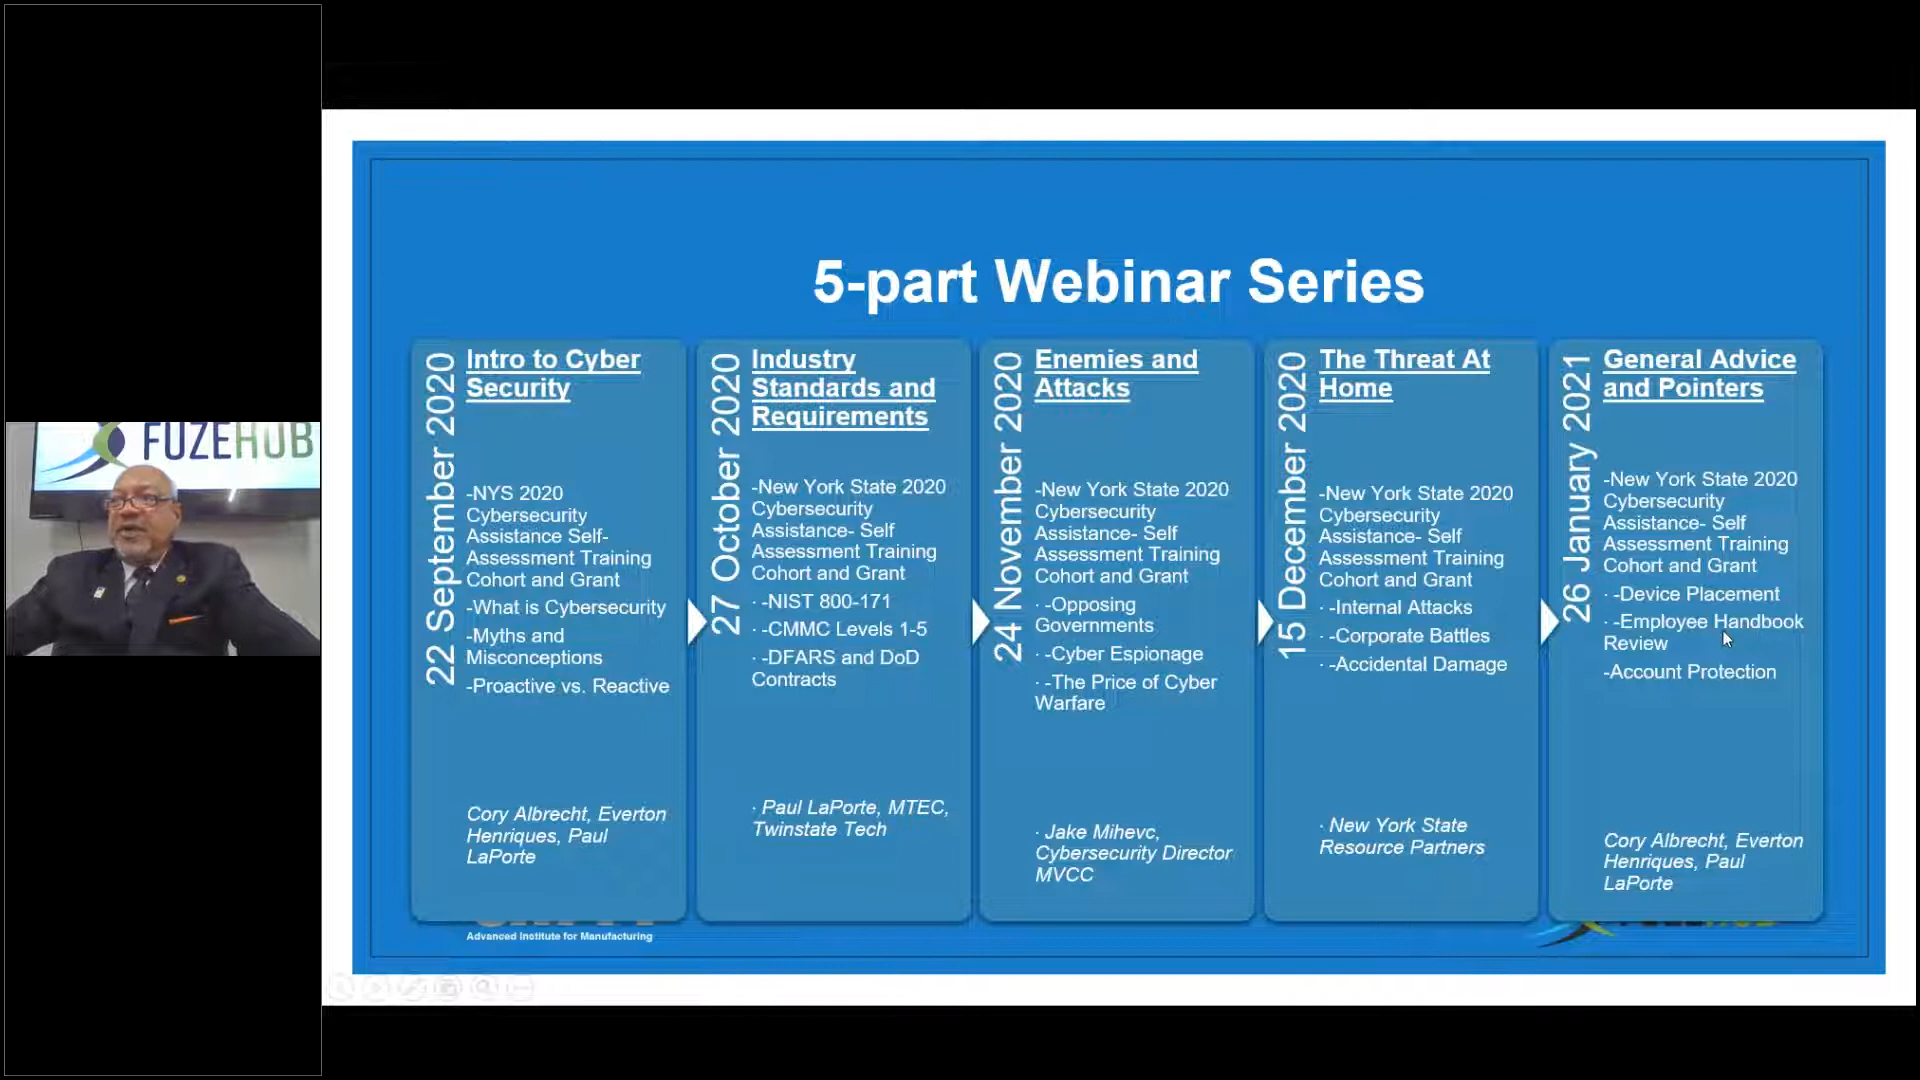 FUZEHUB
5-part Webinar Series
22 September 2020
Intro to Cyber
Security
-NYS 2020
Cybersecurity
Assistance Self-
Assessment Training
Cohort and Grant
-What is Cybersecurity
-Myths and
Misconceptions
-Proactive vs. Reactive
Cory Albrecht, Everton
Henriques, Paul
LaPorte
27 October 2020
Industry
Standards and
Requirements
-New York State 2020
Cybersecurity
Assistance- Self
Assessment Training
Cohort and Grant
· -NIST 800-171
· -CMMC Levels 1-5
· -DFARS and DoD
Contracts
· Paul LaPorte, MTEC,
Twinstate Tech
24 November 2020
Enemies and
Attacks
-New York State 2020
Cybersecurity
Assistance- Self
Assessment Training
Cohort and Grant
· -Opposing
Governments
· -Cyber Espionage
· -The Price of Cyber
Warfare
· Jake Mihevc,
Cybersecurity Director
MVCC
15 December 2020
The Threat At
Home
-New York State 2020
Cybersecurity
Assistance- Self
Assessment Training
Cohort and Grant
· -Internal Attacks
· -Corporate Battles
· -Accidental Damage
· New York State
Resource Partners
26 January 2021
General Advice
and Pointers
-New York State 2020
Cybersecurity
Assistance- Self
Assessment Training
Cohort and Grant
· -Device Placement
· -Employee Handbook
Review
-Account Protection
Cory Albrecht, Everton
Henriques, Paul
LaPorte
Advanced Institute for Manufacturing